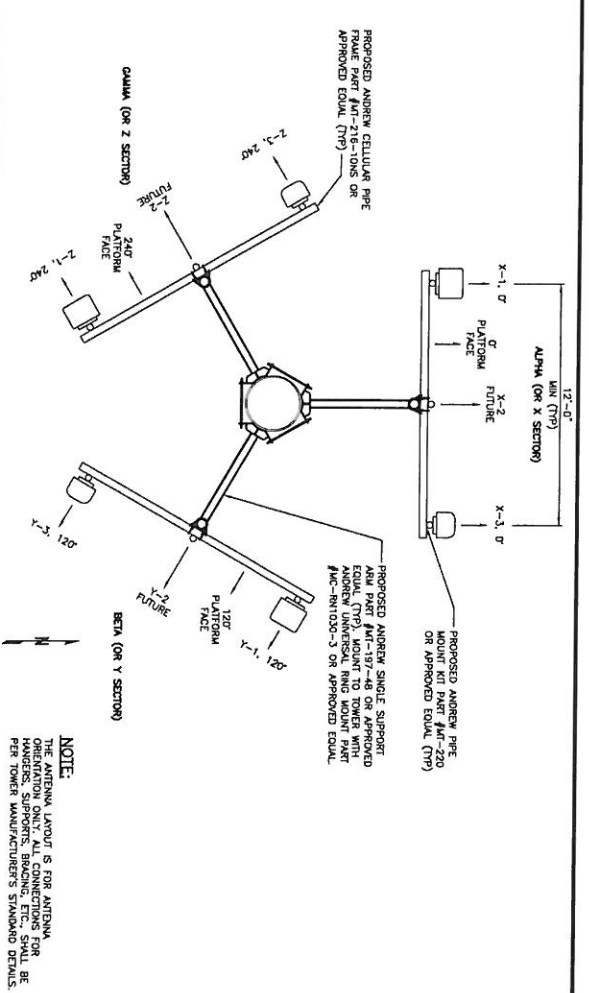 12'-0"
MIN (TYP)
ALPHA (OR X SECTOR)
X-1, 0°
X-2
FUTURE
X-3, 0°
0°
PLATFORM
FACE
PROPOSED ANDREW PIPE
MOUNT KIT PART #MT-220
OR APPROVED EQUAL (TYP)
PROPOSED ANDREW CELLULAR PIPE
FRAME PART #MT-216-10NS OR
APPROVED EQUAL (TYP)
PROPOSED ANDREW SINGLE SUPPORT
ARM PART #MT-197-48 OR APPROVED
EQUAL (TYP). MOUNT TO TOWER WITH
ANDREW UNIVERSAL RING MOUNT PART
#MC-RN1030-3 OR APPROVED EQUAL.
Z-3, 240°
Z-2
FUTURE
240°
PLATFORM
FACE
Z-1, 240°
GAMMA (OR Z SECTOR)
Y-1, 120°
120°
PLATFORM
FACE
Y-2
FUTURE
Y-3, 120°
BETA (OR Y SECTOR)
N
NOTE:
THE ANTENNA LAYOUT IS FOR ANTENNA
ORIENTATION ONLY. ALL CONNECTIONS FOR
HANGERS, SUPPORTS, BRACING, ETC., SHALL BE
PER TOWER MANUFACTURER'S STANDARD DETAILS.